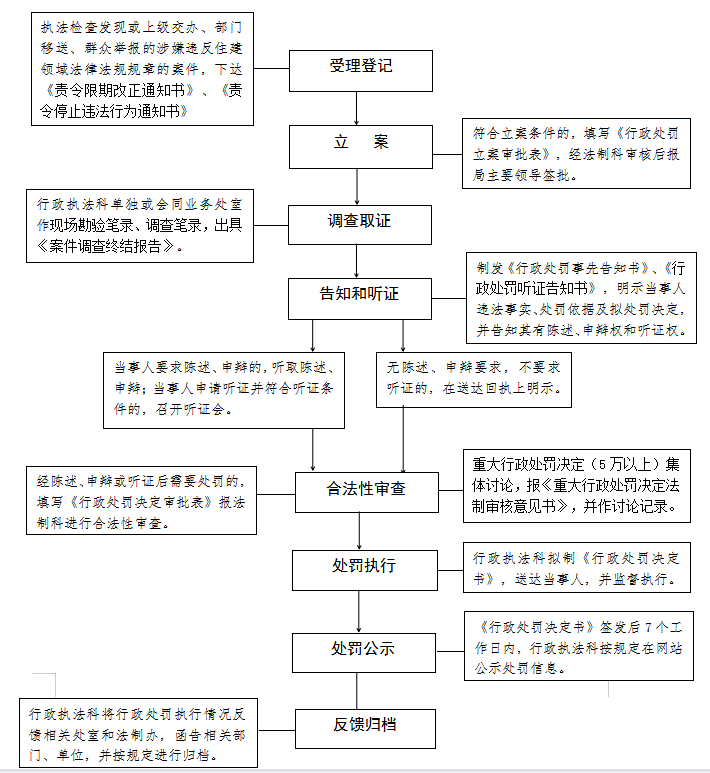 执法检查发现或上级交办、部门
移送、群众举报的涉嫌违反住建
领域法律法规规章的案件，下达
《责令限期改正通知书》、《责
令停止违法行为通知书》
受理登记
立 案
符合立案条件的，填写《行政处罚
立案审批表》，经法制科审核后报
局主要领导签批。
行政执法科单独或会同业务处室
作现场勘验笔录、调查笔录，出具
《案件调查终结报告》。
调查取证
告知和听证
制发《行政处罚事先告知书》、《行
政处罚听证告知书》，明示当事人
违法事实、处罚依据及拟处罚决定，
并告知其有陈述、申辩权和听证权。
当事人要求陈述、申辩的，听取陈述、
申辩；当事人申请听证并符合听证条
件的，召开听证会。
无陈述、申辩要求，不要求
听证的，在送达回执上明示。
经陈述、申辩或听证后需要处罚的，
填写《行政处罚决定审批表》报法
制科进行合法性审查。
合法性审查
重大行政处罚决定（5万以上）集
体讨论，报《重大行政处罚决定法
制审核意见书》，并作讨论记录。
处罚执行
行政执法科拟制《行政处罚决定
书》，送达当事人，并监督执行。
处罚公示
《行政处罚决定书》签发后7个工
作日内，行政执法科按规定在网站
公示处罚信息。
行政执法科将行政处罚执行情况反
馈相关处室和法制办，函告相关部
门、单位，并按规定进行归档。
反馈归档